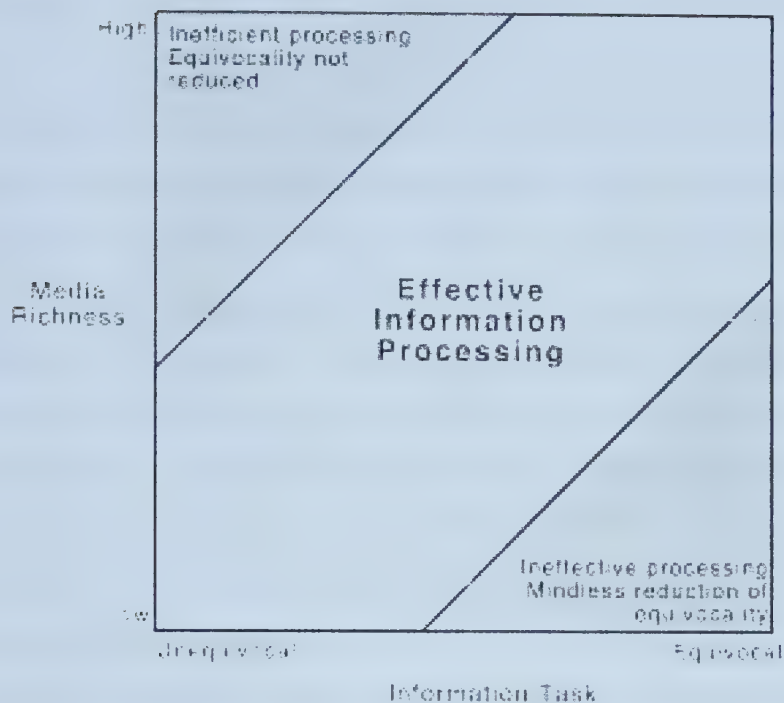 High
Inefficient processing
Equivocality not
reduced
Media
Richness
Effective
Information
Processing
Ineffective processing
Mindless reduction of
equivocality
Low
Unequivocal
Equivocal
Information Task